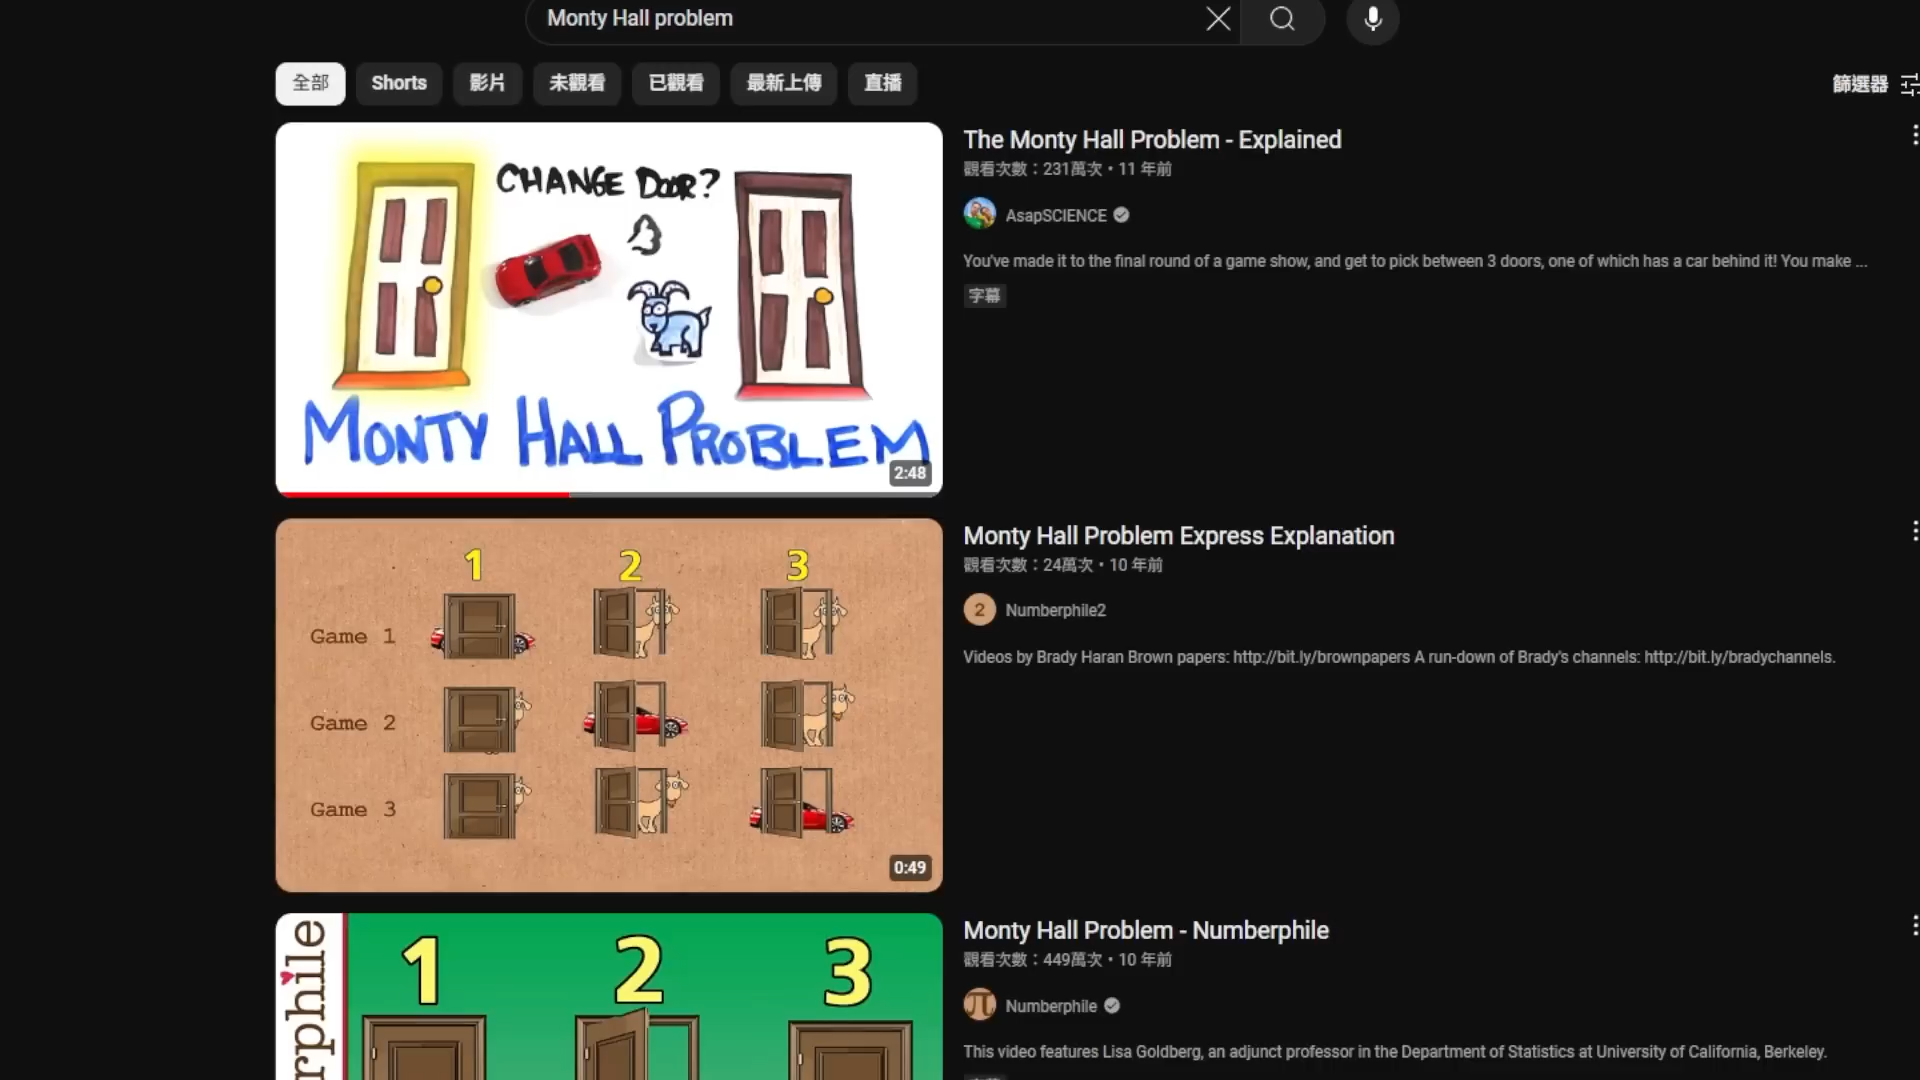 Monty Hall problem
全部
Shorts
影片
未觀看
已觀看
最新上傳
直播
篩選器
CHANGE DOOR?
MONTY HALL PROBLEM
2:48
The Monty Hall Problem - Explained
觀看次數：231萬次・11 年前
AsapSCIENCE
You've made it to the final round of a game show, and get to pick between 3 doors, one of which has a car behind it! You make ...
字幕
1 2 3
Game 1
Game 2
Game 3
0:49
Monty Hall Problem Express Explanation
觀看次數：24萬次・10 年前
2
Numberphile2
Videos by Brady Haran Brown papers: http://bit.ly/brownpapers A run-down of Brady's channels: http://bit.ly/bradychannels.
rphile
1 2 3
Monty Hall Problem - Numberphile
觀看次數：449萬次・10 年前
Numberphile
This video features Lisa Goldberg, an adjunct professor in the Department of Statistics at University of California, Berkeley.